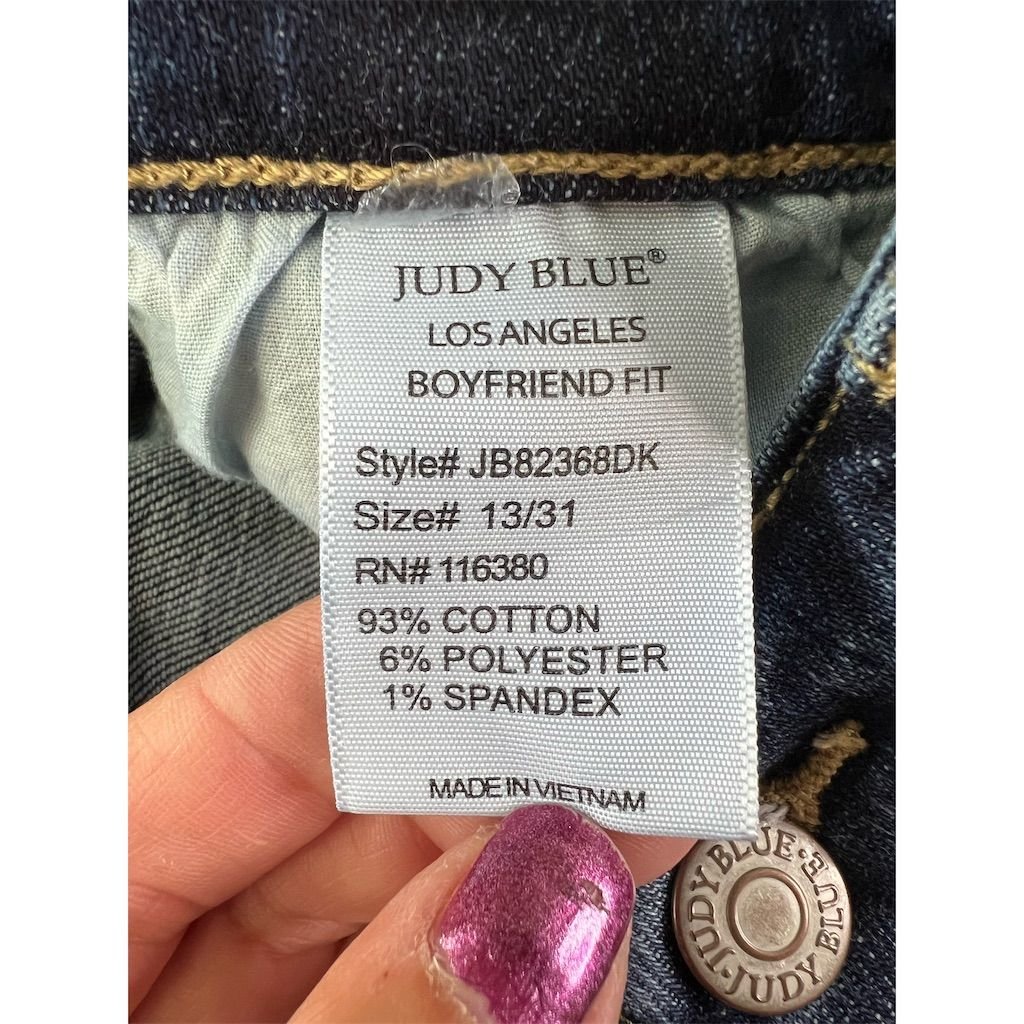 JUDY BLUE®
LOS ANGELES
BOYFRIEND FIT
Style# JB82368DK
Size# 13/31
RN# 116380
93% COTTON
6% POLYESTER
1% SPANDEX
MADE IN VIETNAM
JUDY BLUE • JUDY BLUE •